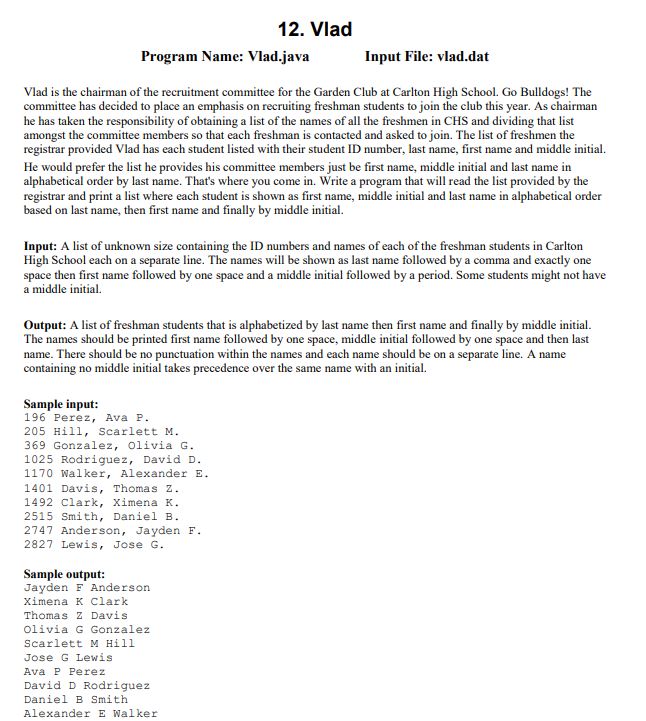 12. Vlad
Program Name: Vlad.java Input File: vlad.dat
Vlad is the chairman of the recruitment committee for the Garden Club at Carlton High School. Go Bulldogs! The
committee has decided to place an emphasis on recruiting freshman students to join the club this year. As chairman
he has taken the responsibility of obtaining a list of the names of all the freshmen in CHS and dividing that list
amongst the committee members so that each freshman is contacted and asked to join. The list of freshmen the
registrar provided Vlad has each student listed with their student ID number, last name, first name and middle initial.
He would prefer the list he provides his committee members just be first name, middle initial and last name in
alphabetical order by last name. That's where you come in. Write a program that will read the list provided by the
registrar and print a list where each student is shown as first name, middle initial and last name in alphabetical order
based on last name, then first name and finally by middle initial.
Input: A list of unknown size containing the ID numbers and names of each of the freshman students in Carlton
High School each on a separate line. The names will be shown as last name followed by a comma and exactly one
space then first name followed by one space and a middle initial followed by a period. Some students might not have
a middle initial.
Output: A list of freshman students that is alphabetized by last name then first name and finally by middle initial.
The names should be printed first name followed by one space, middle initial followed by one space and then last
name. There should be no punctuation within the names and each name should be on a separate line. A name
containing no middle initial takes precedence over the same name with an initial.
Sample input:
196 Perez, Ava P.
205 Hill, Scarlett M.
369 Gonzalez, Olivia G.
1025 Rodriguez, David D.
1170 Walker, Alexander E.
1401 Davis, Thomas Z.
1492 Clark, Ximena K.
2515 Smith, Daniel B.
2747 Anderson, Jayden F.
2827 Lewis, Jose G.
Sample output:
Jayden F Anderson
Ximena K Clark
Thomas Z Davis
Olivia G Gonzalez
Scarlett M Hill
Jose G Lewis
Ava P Perez
David D Rodriguez
Daniel B Smith
Alexander E Walker